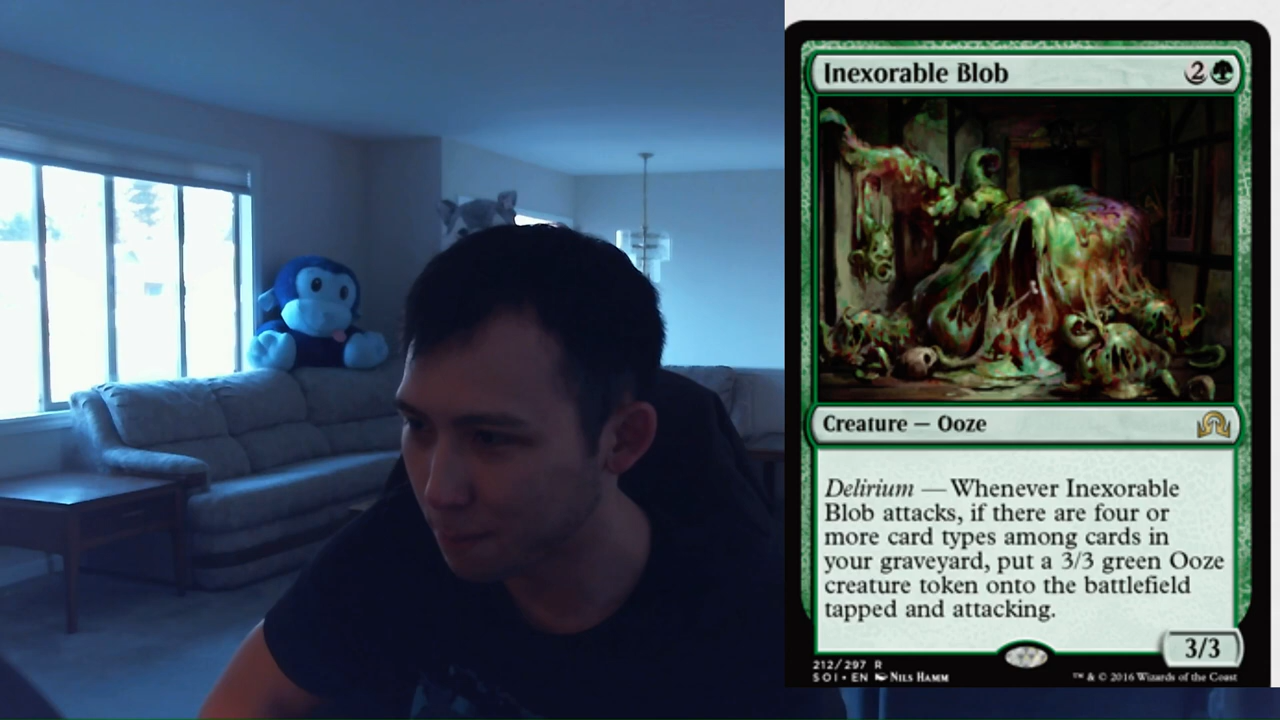 Inexorable Blob 2
Creature — Ooze
Delirium — Whenever Inexorable
Blob attacks, if there are four or
more card types among cards in
your graveyard, put a 3/3 green Ooze
creature token onto the battlefield
tapped and attacking.
3/3
212/297 R
SOI • EN NILS HAMM
™ & © 2016 Wizards of the Coast